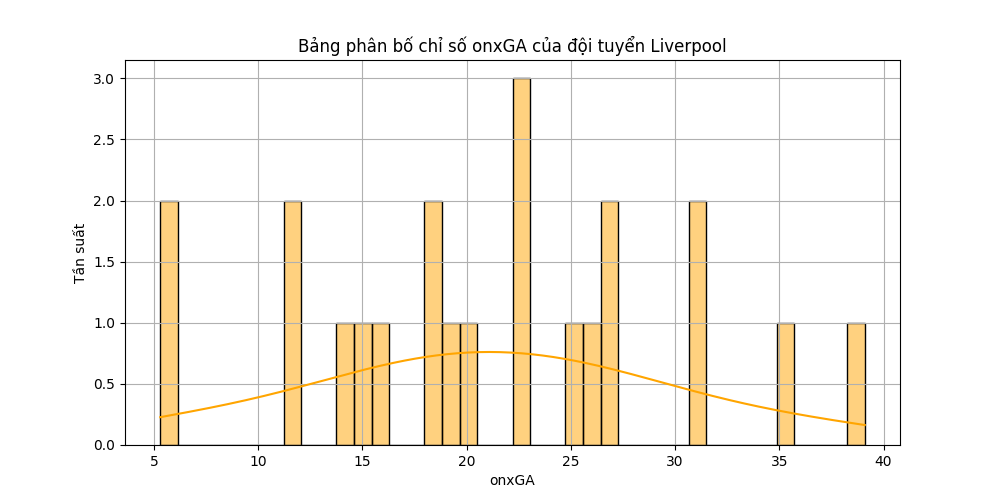 Bảng phân bố chỉ số onxGA của đội tuyển Liverpool
Tần suất
3.0
2.5
2.0
1.5
1.0
0.5
0.0
5 10 15 20 25 30 35 40
onxGA